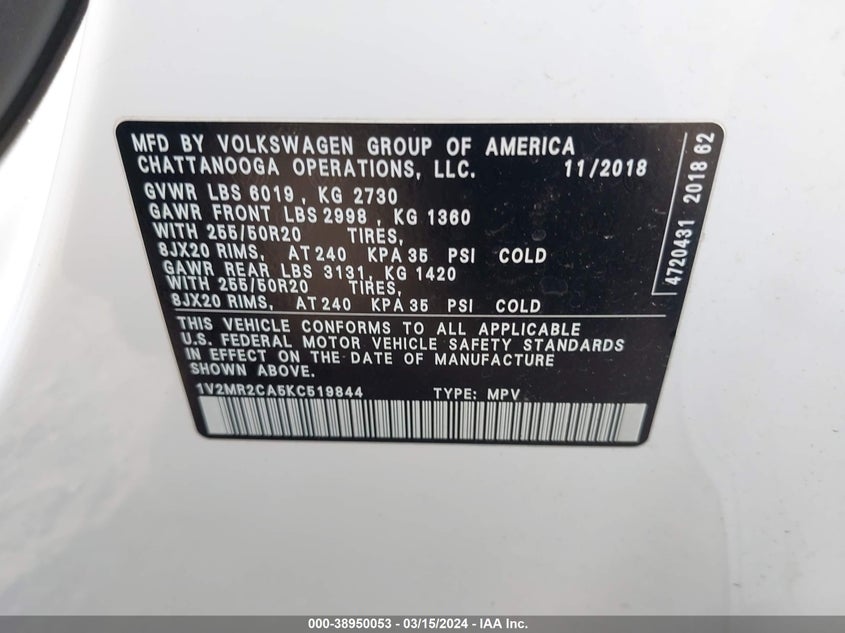 MFD BY VOLKSWAGEN GROUP OF AMERICA
CHATTANOOGA OPERATIONS, LLC. 11/2018
GVWR LBS 6019 , KG 2730
GAWR FRONT LBS 2998 , KG 1360
WITH 255/50R20 TIRES,
8JX20 RIMS, AT 240 KPA 35 PSI COLD
GAWR REAR LBS 3131, KG 1420
WITH 255/50R20 TIRES,
8JX20 RIMS, AT 240 KPA 35 PSI COLD
THIS VEHICLE CONFORMS TO ALL APPLICABLE
U.S. FEDERAL MOTOR VEHICLE SAFETY STANDARDS
IN EFFECT ON THE DATE OF MANUFACTURE
SHOWN ABOVE.
1V2MR2CA5KC519844 TYPE: MPV
4720431 2018 62
000-38950053 - 03/15/2024 - IAA Inc.